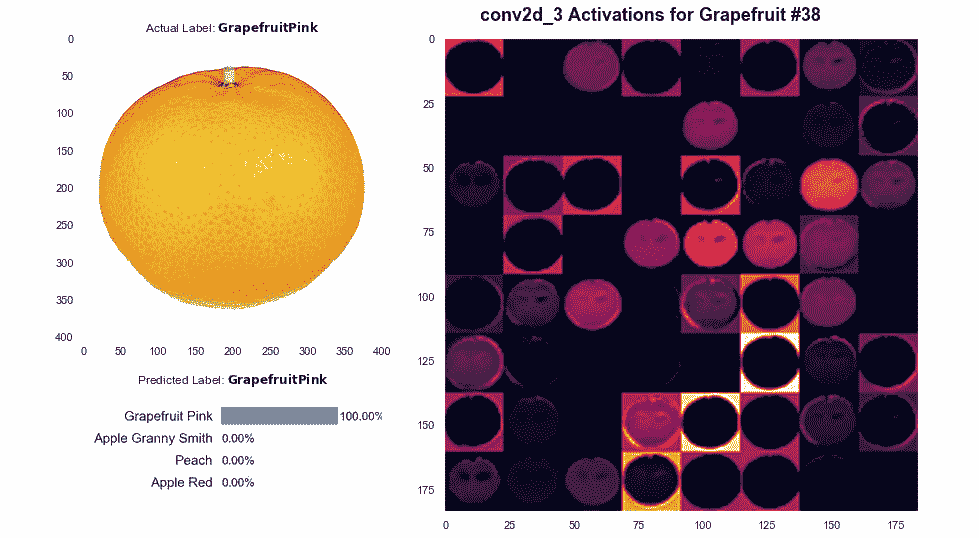 conv2d_3 Activations for Grapefruit #38
Actual Label: GrapefruitPink
0
50
100
150
200
250
300
350
400
0 50 100 150 200 250 300 350 400
Predicted Label: GrapefruitPink
Grapefruit Pink 100.00%
Apple Granny Smith 0.00%
Peach 0.00%
Apple Red 0.00%
0
25
50
75
100
125
150
175
0 25 50 75 100 125 150 175